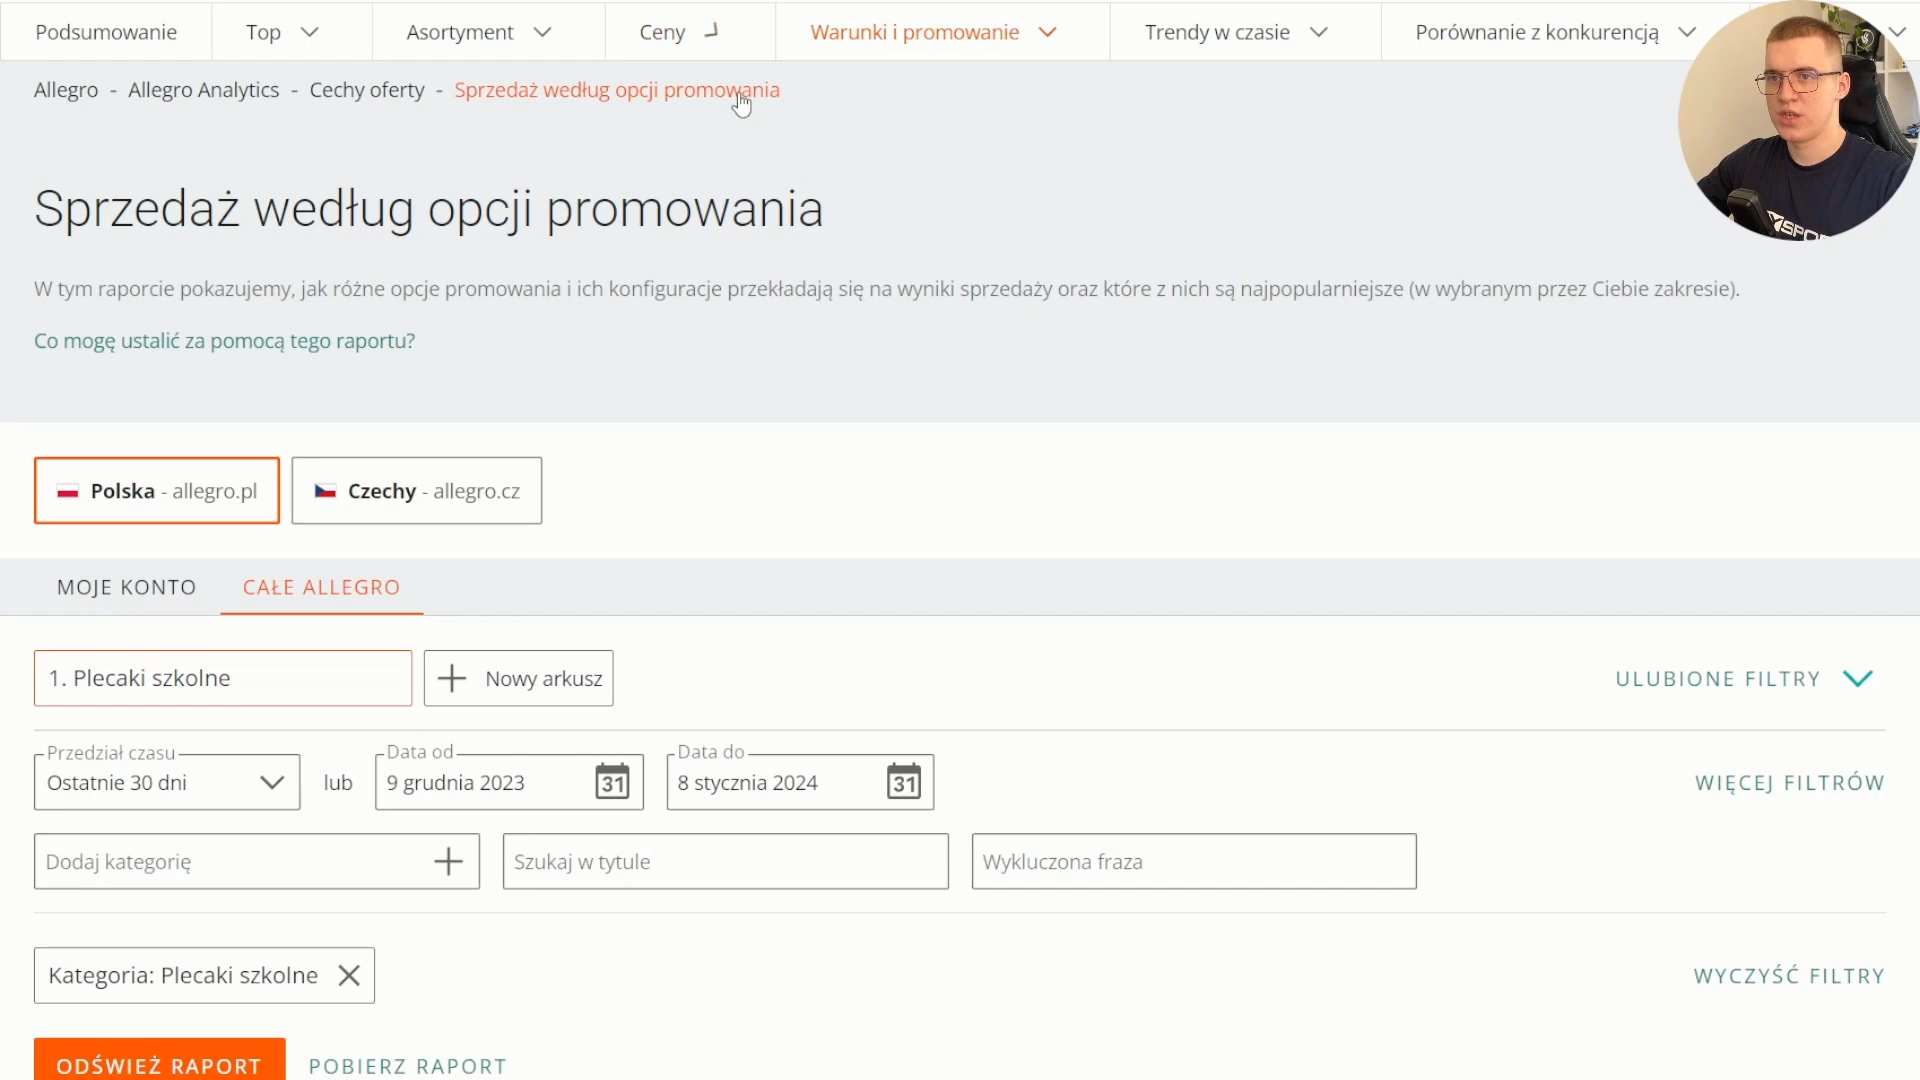 Podsumowanie
Top
Asortyment
Ceny
Warunki i promowanie
Trendy w czasie
Porównanie z konkurencją
Allegro - Allegro Analytics - Cechy oferty - Sprzedaż według opcji promowania
Sprzedaż według opcji promowania
W tym raporcie pokazujemy, jak różne opcje promowania i ich konfiguracje przekładają się na wyniki sprzedaży oraz które z nich są najpopularniejsze (w wybranym przez Ciebie zakresie).
Co mogę ustalić za pomocą tego raportu?
Polska - allegro.pl
Czechy - allegro.cz
MOJE KONTO
CAŁE ALLEGRO
1. Plecaki szkolne
Nowy arkusz
ULUBIONE FILTRY
Przedział czasu
Ostatnie 30 dni
lub
Data od
9 grudnia 2023
31
Data do
8 stycznia 2024
31
WIĘCEJ FILTRÓW
Dodaj kategorię
Szukaj w tytule
Wykluczona fraza
Kategoria: Plecaki szkolne
WYCZYŚĆ FILTRY
ODŚWIEŻ RAPORT
POBIERZ RAPORT